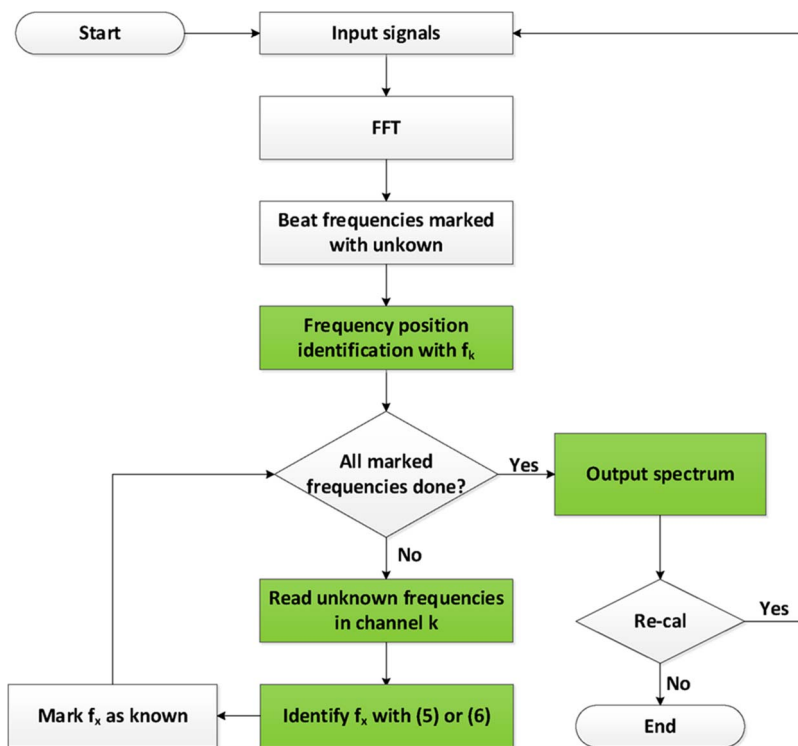 Start
Input signals
FFT
Beat frequencies marked
with unkown
Frequency position
identification with fₖ
All marked
frequencies done?
Yes
Output spectrum
No
Read unknown frequencies
in channel k
Re-cal
Yes
No
Mark fₓ as known
Identify fₓ with (5) or (6)
End